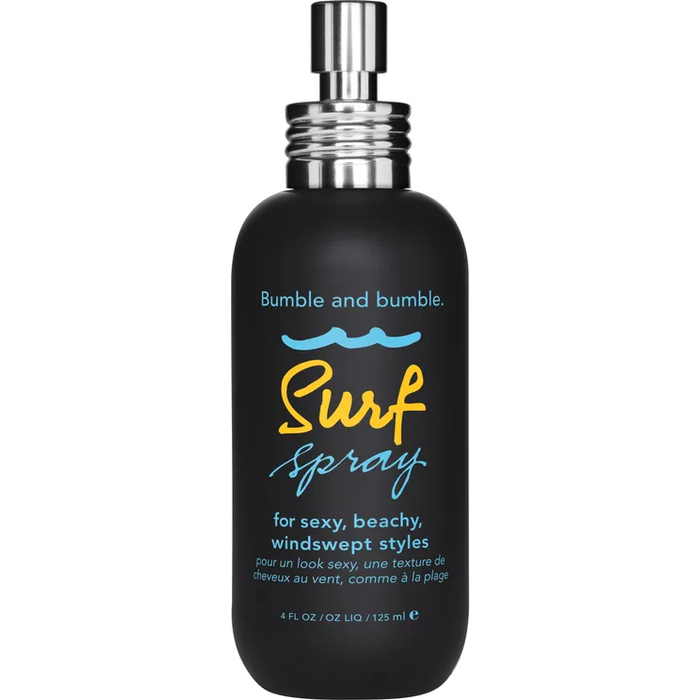 Bumble and bumble.
Surf
spray
for sexy, beachy,
windswept styles
pour un look sexy, une texture de
cheveux au vent, comme à la plage
4 FL OZ / OZ LIQ / 125 ml ℮